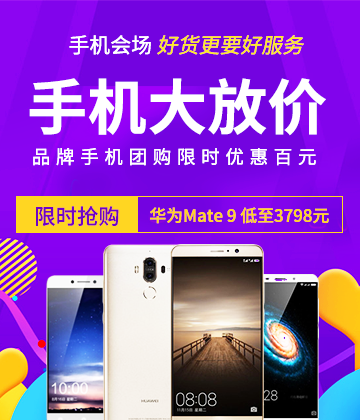 手机会场 好货更要好服务
手机大放价
品牌手机团购限时优惠百元
限时抢购 华为Mate 9 低至3798元
10:00
HUAWEI
08:08